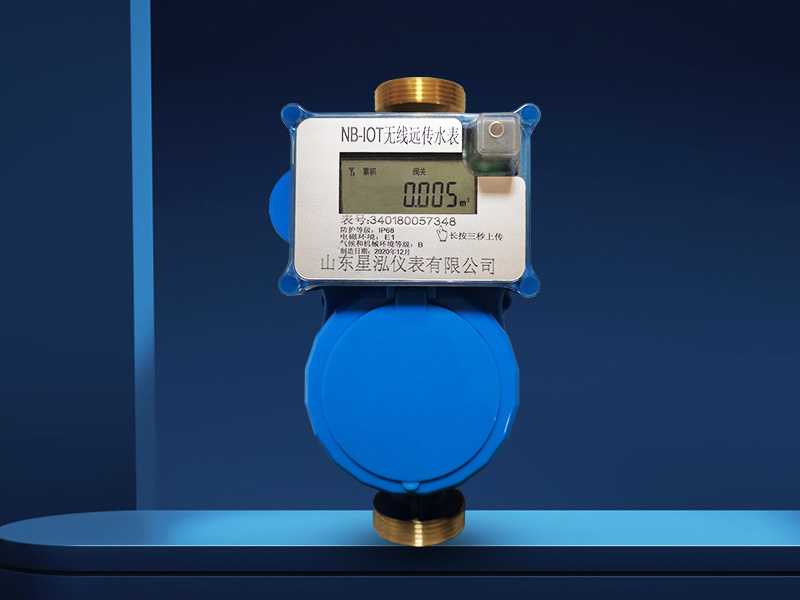 NB-IOT无线远传水表
累积 阀关
0.005m³
表号:340180057348
防护等级: IP68
电磁环境: E1
长按三秒上传
气候和机械环境等级: B
制造日期: 2020年12月
山东星泓仪表有限公司